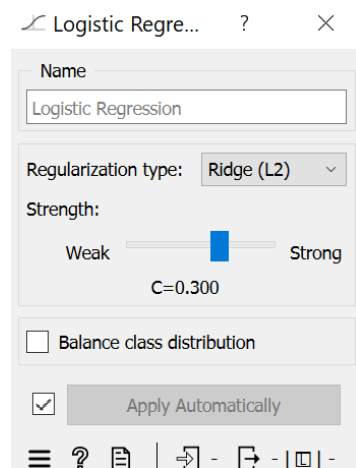 Logistic Regre... ? ×
Name
Logistic Regression
Regularization type: Ridge (L2)
Strength:
Weak Strong
C=0.300
Balance class distribution
Apply Automatically
? - - | L | -